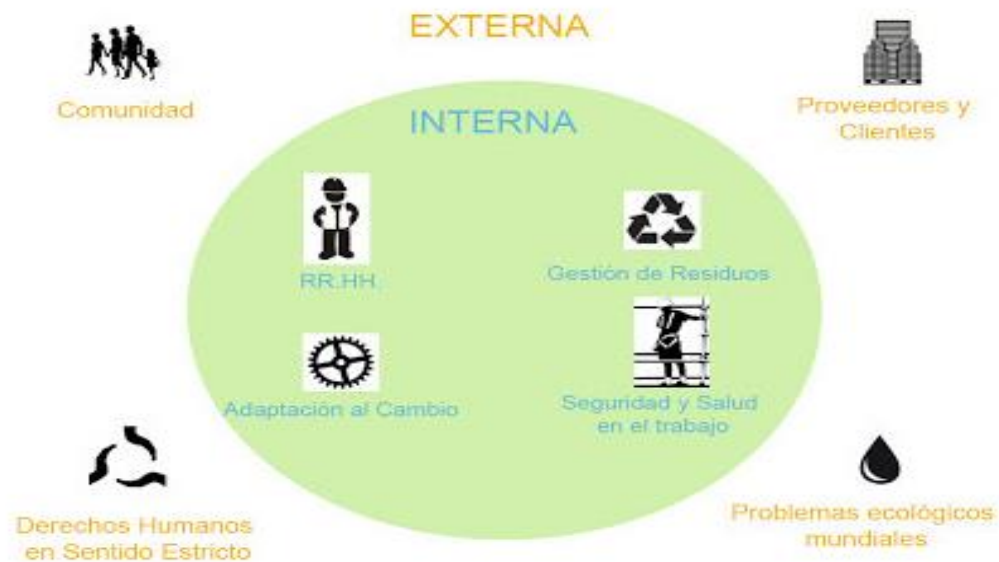 EXTERNA
Comunidad
Proveedores y
Clientes
INTERNA
RR.HH.
Gestión de Residuos
Adaptación al Cambio
Seguridad y Salud
en el trabajo
Derechos Humanos
en Sentido Estricto
Problemas ecológicos
mundiales